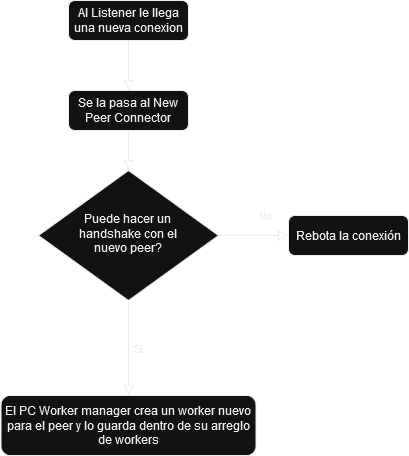 Al Listener le llega
una nueva conexion
Se la pasa al New
Peer Connector
Puede hacer un
handshake con el
nuevo peer?
No
Rebota la conexión
Sí
El PC Worker manager crea un worker nuevo
para el peer y lo guarda dentro de su arreglo
de workers